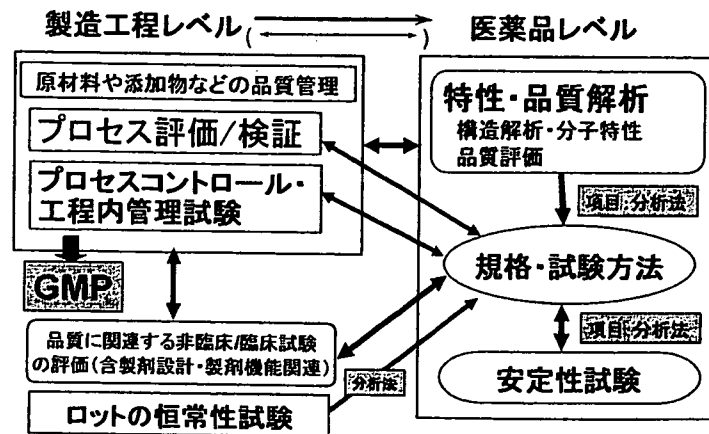 製造工程レベル
( )
医薬品レベル
原材料や添加物などの品質管理
プロセス評価/検証
プロセスコントロール・
工程内管理試験
GMP
品質に関連する非臨床/臨床試験
の評価(含製剤設計・製剤機能関連)
ロットの恒常性試験
分析法
特性・品質解析
構造解析・分子特性
品質評価
項目・分析法
規格・試験方法
項目・分析法
安定性試験